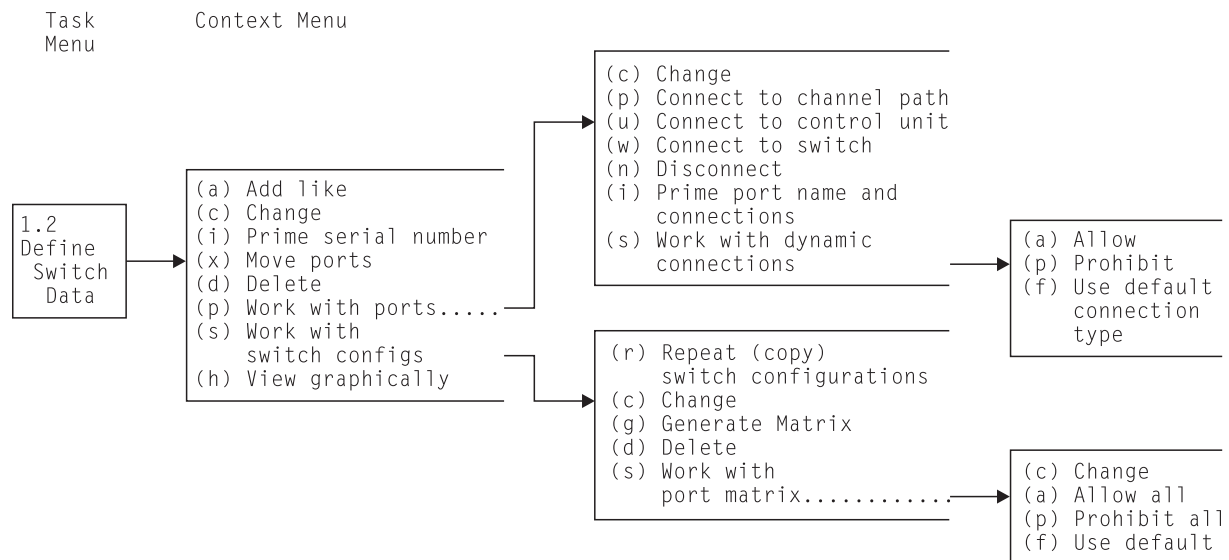 Task Menu
Context Menu
1.2
Define
Switch
Data
(a) Add like
(c) Change
(i) Prime serial number
(x) Move ports
(d) Delete
(p) Work with ports.....
(s) Work with
switch configs
(h) View graphically
(c) Change
(p) Connect to channel path
(u) Connect to control unit
(w) Connect to switch
(n) Disconnect
(i) Prime port name and
connections
(s) Work with dynamic
connections
(a) Allow
(p) Prohibit
(f) Use default
connection
type
(r) Repeat (copy)
switch configurations
(c) Change
(g) Generate Matrix
(d) Delete
(s) Work with
port matrix............
(c) Change
(a) Allow all
(p) Prohibit all
(f) Use default